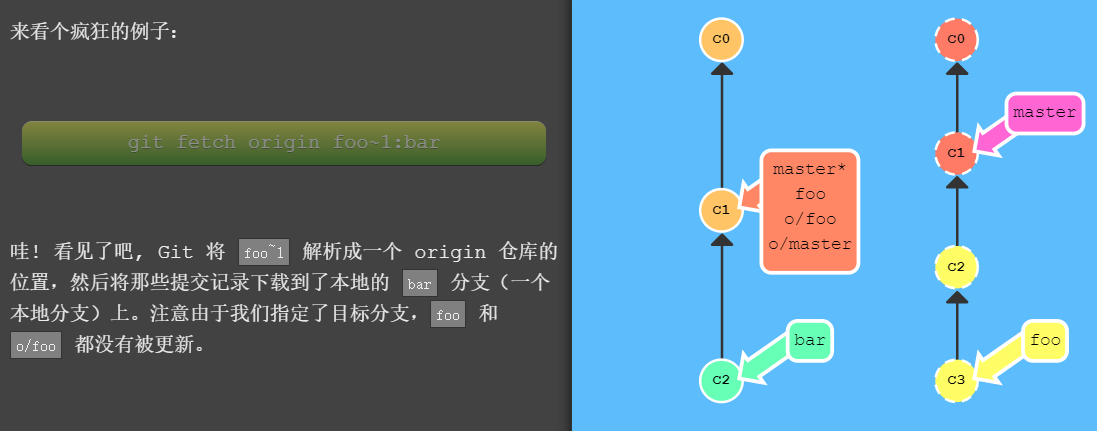 来看个疯狂的例子：
git fetch origin foo~1:bar
哇! 看见了吧, Git 将 foo~1 解析成一个 origin 仓库的
位置，然后将那些提交记录下载到了本地的 bar 分支（一个
本地分支）上。注意由于我们指定了目标分支，foo 和
o/foo 都没有被更新。
C0
C1
master*
foo
o/foo
o/master
bar
C2
C0
master
C1
C2
foo
C3